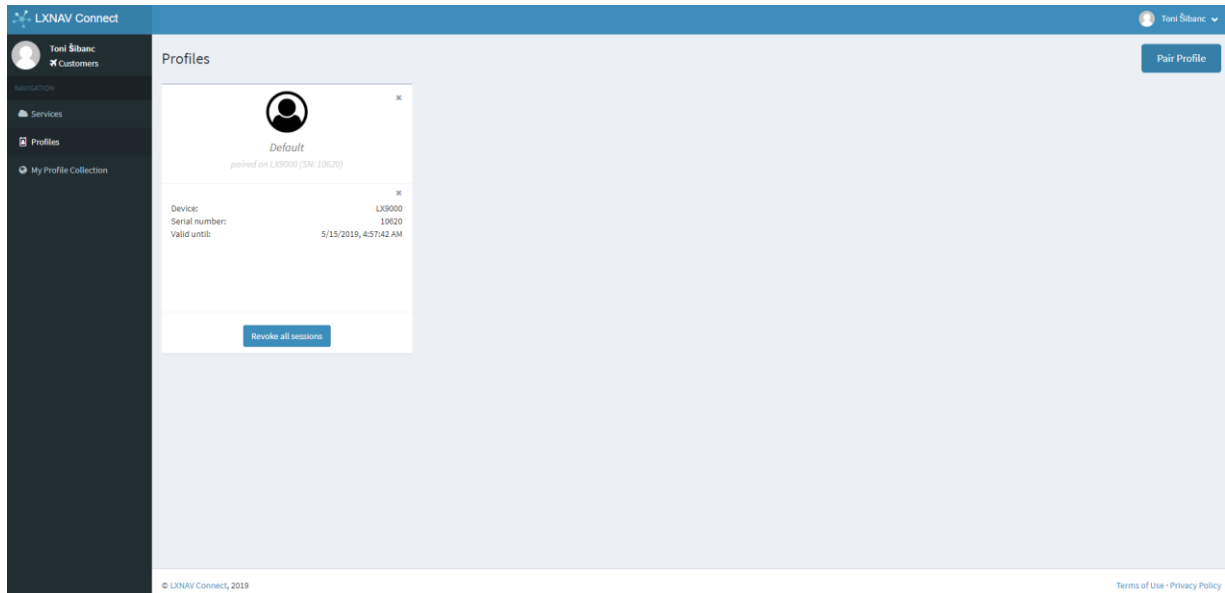 LXNAV Connect
Toni Šibanc
Toni Šibanc
Customers
NAVIGATION
Services
Profiles
My Profile Collection
Profiles
Pair Profile
Default
paired on LX9000 (SN: 10620)
Device: LX9000
Serial number: 10620
Valid until: 5/15/2019, 4:57:42 AM
Revoke all sessions
© LXNAV Connect, 2019
Terms of Use • Privacy Policy